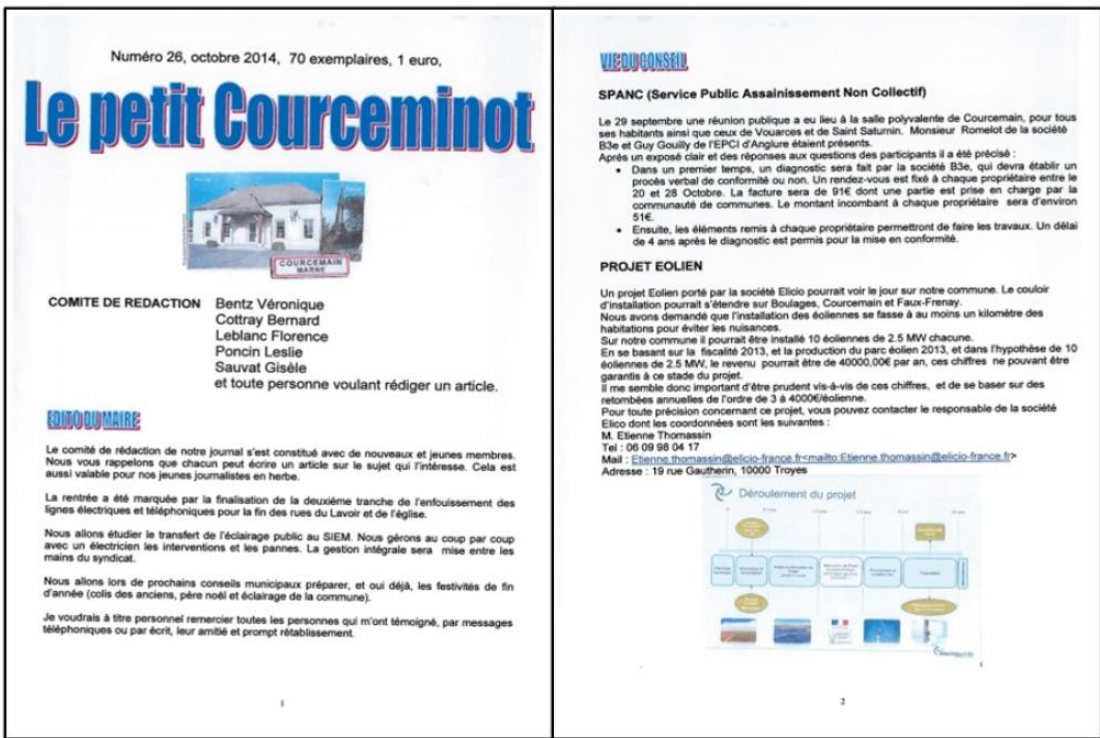 Numéro 26, octobre 2014, 70 exemplaires, 1 euro,
Le petit Courceminot
COURCEMAIN
MARNE
COMITE DE REDACTION Bentz Véronique
Cottray Bernard
Leblanc Florence
Poncin Leslie
Sauvat Gisèle
et toute personne voulant rédiger un article.
EDITO DU MAIRE
Le comité de rédaction de notre journal s'est constitué avec de nouveaux et jeunes membres.
Nous vous rappelons que chacun peut écrire un article sur le sujet qui l'intéresse. Cela est
aussi valable pour nos jeunes journalistes en herbe.
La rentrée a été marquée par la finalisation de la deuxième tranche de l'enfouissement des
lignes électriques et téléphoniques pour la fin des rues du Lavoir et de l'église.
Nous allons étudier le transfert de l'éclairage public au SIEM. Nous gérons au coup par coup
avec un électricien les interventions et les pannes. La gestion intégrale sera mise entre les
mains du syndicat.
Nous allons lors de prochains conseils municipaux préparer, et oui déjà, les festivités de fin
d'année (colis des anciens, père noël et éclairage de la commune).
Je voudrais à titre personnel remercier toutes les personnes qui m'ont témoigné, par messages
téléphoniques ou par écrit, leur amitié et prompt rétablissement.
1
VIE DU CONSEIL
SPANC (Service Public Assainissement Non Collectif)
Le 29 septembre une réunion publique a eu lieu à la salle polyvalente de Courcemain, pour tous
ses habitants ainsi que ceux de Vouarces et de Saint Saturnin. Monsieur Romelot de la société
B3e et Guy Gouilly de l'EPCI d'Anglure étaient présents.
Après un exposé clair et des réponses aux questions des participants il a été précisé :
• Dans un premier temps, un diagnostic sera fait par la société B3e, qui devra établir un
procès verbal de conformité ou non. Un rendez-vous est fixé à chaque propriétaire entre le
20 et 28 Octobre. La facture sera de 91€ dont une partie est prise en charge par la
communauté de communes. Le montant incombant à chaque propriétaire sera d'environ
51€.
• Ensuite, les éléments remis à chaque propriétaire permettront de faire les travaux. Un délai
de 4 ans après le diagnostic est permis pour la mise en conformité.
PROJET EOLIEN
Un projet Eolien porté par la société Elicio pourrait voir le jour sur notre commune. Le couloir
d'installation pourrait s'étendre sur Boulages, Courcemain et Faux-Frenay.
Nous avons demandé que l'installation des éoliennes se fasse à au moins un kilomètre des
habitations pour éviter les nuisances.
Sur notre commune il pourrait être installé 10 éoliennes de 2.5 MW chacune.
En se basant sur la fiscalité 2013, et la production du parc éolien 2013, et dans l'hypothèse de 10
éoliennes de 2.5 MW, le revenu pourrait être de 40000,00€ par an, ces chiffres ne pouvant être
garantis à ce stade du projet.
Il me semble donc important d'être prudent vis-à-vis de ces chiffres, et de se baser sur des
retombées annuelles de l'ordre de 3 à 4000€/éolienne.
Pour toute précision concernant ce projet, vous pouvez contacter le responsable de la société
Elico dont les coordonnées sont les suivantes :
M. Etienne Thomassin
Tel : 06 09 98 04 17
Mail : Etienne.thomassin@elicio-france.fr<mailto:Etienne.thomassin@elicio-france.fr>
Adresse : 19 rue Gautherin, 10000 Troyes
Déroulement du projet
2